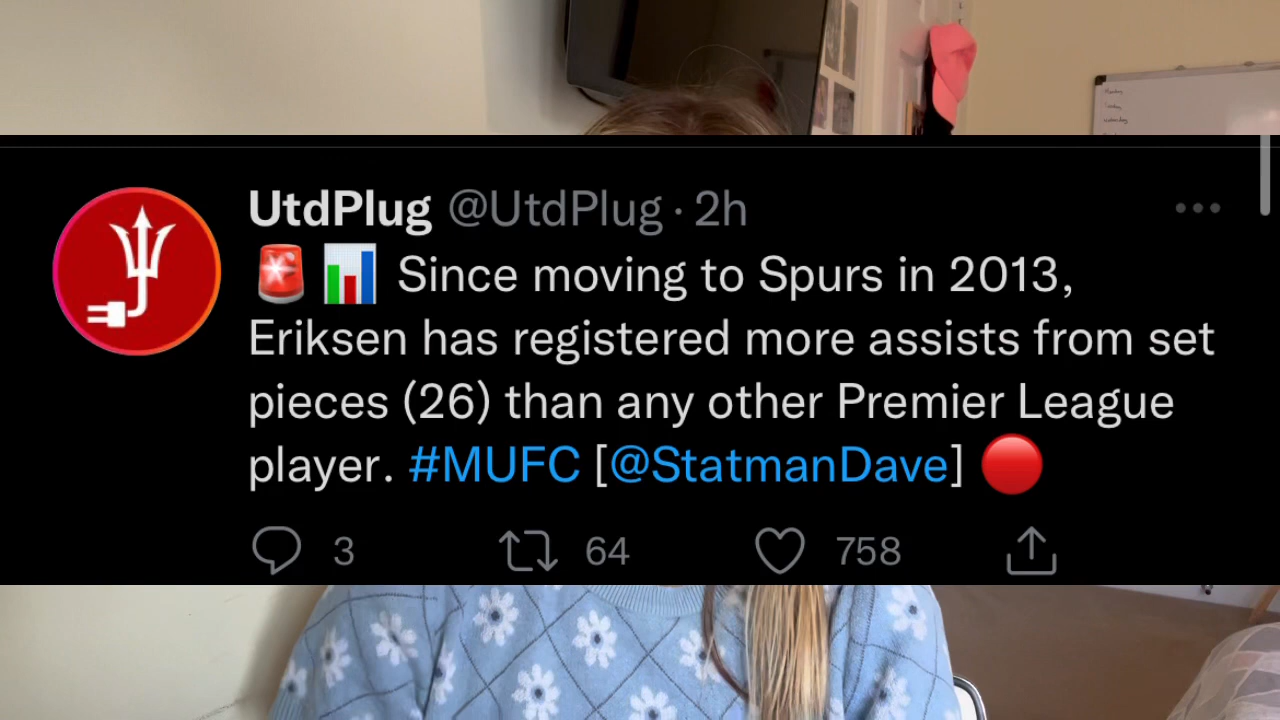 UtdPlug @UtdPlug · 2h
🚨 📊 Since moving to Spurs in 2013,
Eriksen has registered more assists from set
pieces (26) than any other Premier League
player. #MUFC [@StatmanDave] 🔴
3 64 758